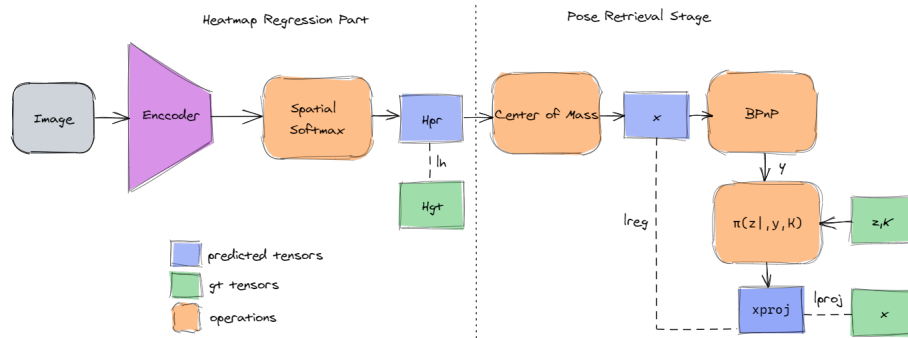 Heatmap Regression Part
Pose Retrieval Stage
Image
Enccoder
Spatial
Softmax
Hpr
lh
Hgt
Center of Mass
x
BPnP
y
π(z|,y,K)
z,K
lreg
xproj
lproj
x
predicted tensors
gt tensors
operations